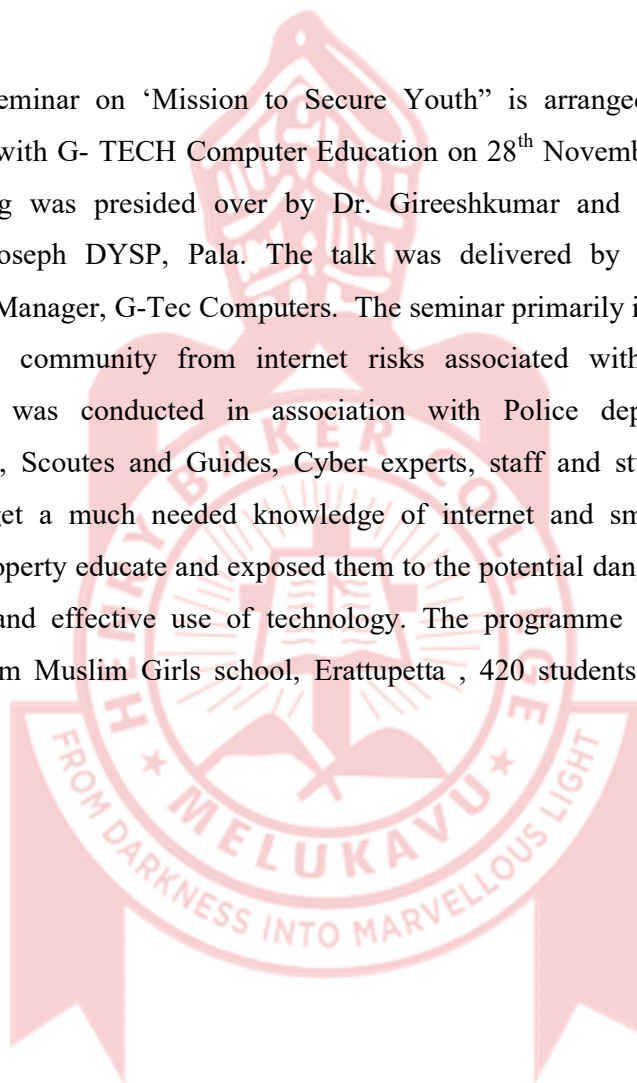 eminar on ‘Mission to Secure Youth” is arranged
with G- TECH Computer Education on 28th Novemb
g was presided over by Dr. Gireeshkumar and
oseph DYSP, Pala. The talk was delivered by
Manager, G-Tec Computers. The seminar primarily i
community from internet risks associated with
was conducted in association with Police dep
, Scoutes and Guides, Cyber experts, staff and stu
get a much needed knowledge of internet and sm
operty educate and exposed them to the potential dan
and effective use of technology. The programme
m Muslim Girls school, Erattupetta , 420 students
HENRY BAKER COLLEGE
MELUKAVU
FROM DARKNESS INTO MARVELLOUS LIGHT